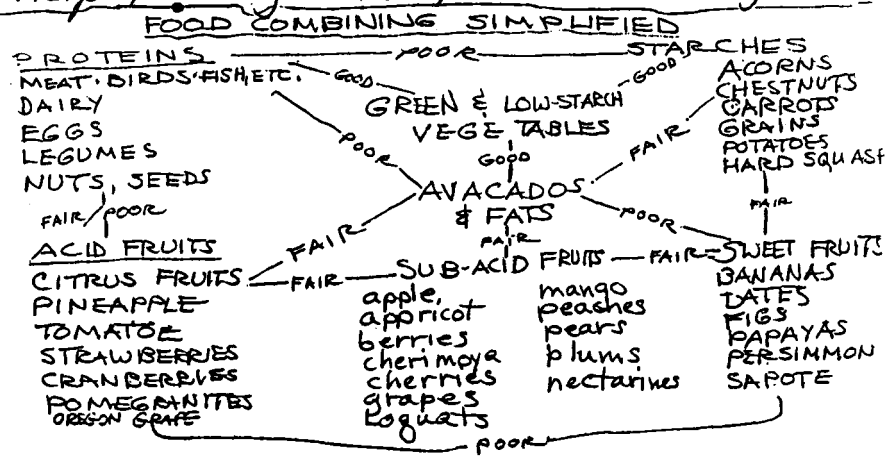 FOOD COMBINING SIMPLIFIED
PROTEINS
POOR
STARCHES
MEAT. BIRDS. FISH, ETC.
DAIRY
EGGS
LEGUMES
NUTS, SEEDS
GOOD
GREEN & LOW-STARCH
VEGETABLES
GOOD
ACORNS
CHESTNUTS
CARROTS
GRAINS
POTATOES
HARD SQUASH
POOR
GOOD
FAIR
AVACADOS
& FATS
FAIR/POOR
FAIR
FAIR
POOR
FAIR
ACID FRUITS
CITRUS FRUITS
PINEAPPLE
TOMATOE
STRAWBERRIES
CRANBERRIES
POMEGRANITES
OREGON GRAPE
FAIR
SUB-ACID FRUITS
FAIR
apple,
appricot
berries
cherimoya
cherries
grapes
loquats
mango
peashes
pears
plums
nectarines
SWEET FRUITS
BANANAS
DATES
FIGS
PAPAYAS
PERSIMMON
SAPOTE
POOR